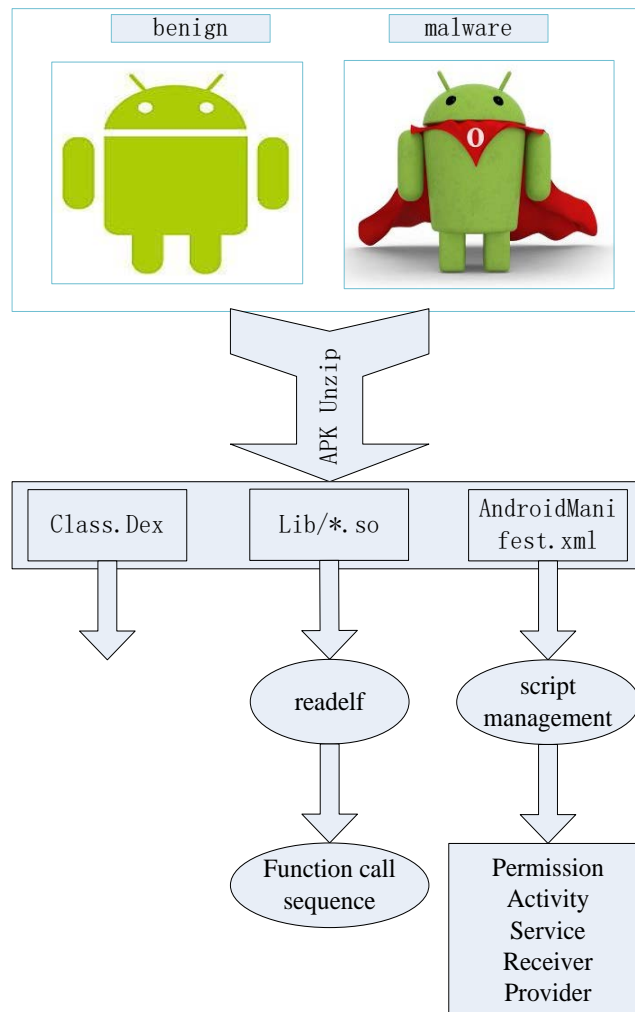 benign
malware
0
APK Unzip
Class.Dex
Lib/*.so
AndroidMani
fest.xml
readelf
script
management
Function call
sequence
Permission
Activity
Service
Receiver
Provider